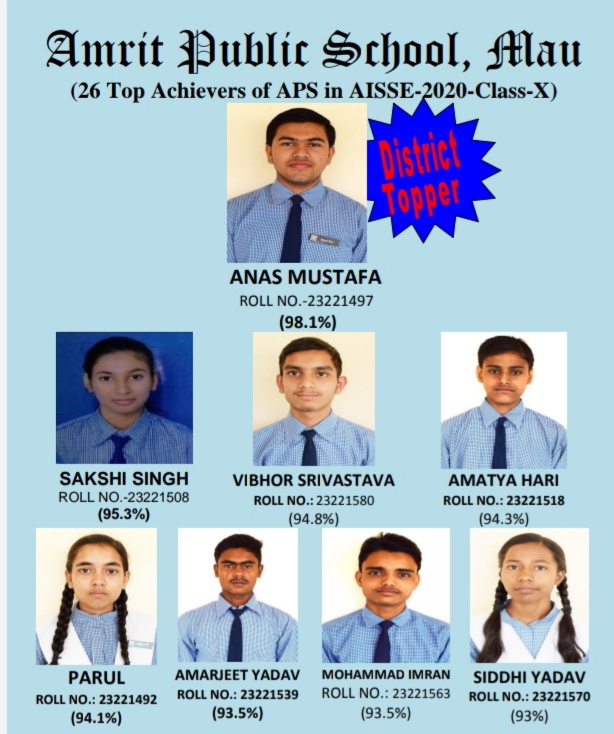 Amrit Public School, Mau
(26 Top Achievers of APS in AISSE-2020-Class-X)
District
Topper
ANAS MUSTAFA
ROLL NO.-23221497
(98.1%)
SAKSHI SINGH
ROLL NO.-23221508
(95.3%)
VIBHOR SRIVASTAVA
ROLL NO.: 23221580
(94.8%)
AMATYA HARI
ROLL NO.: 23221518
(94.3%)
PARUL
ROLL NO.: 23221492
(94.1%)
AMARJEET YADAV
ROLL NO.: 23221539
(93.5%)
MOHAMMAD IMRAN
ROLL NO.: 23221563
(93.5%)
SIDDHI YADAV
ROLL NO.: 23221570
(93%)